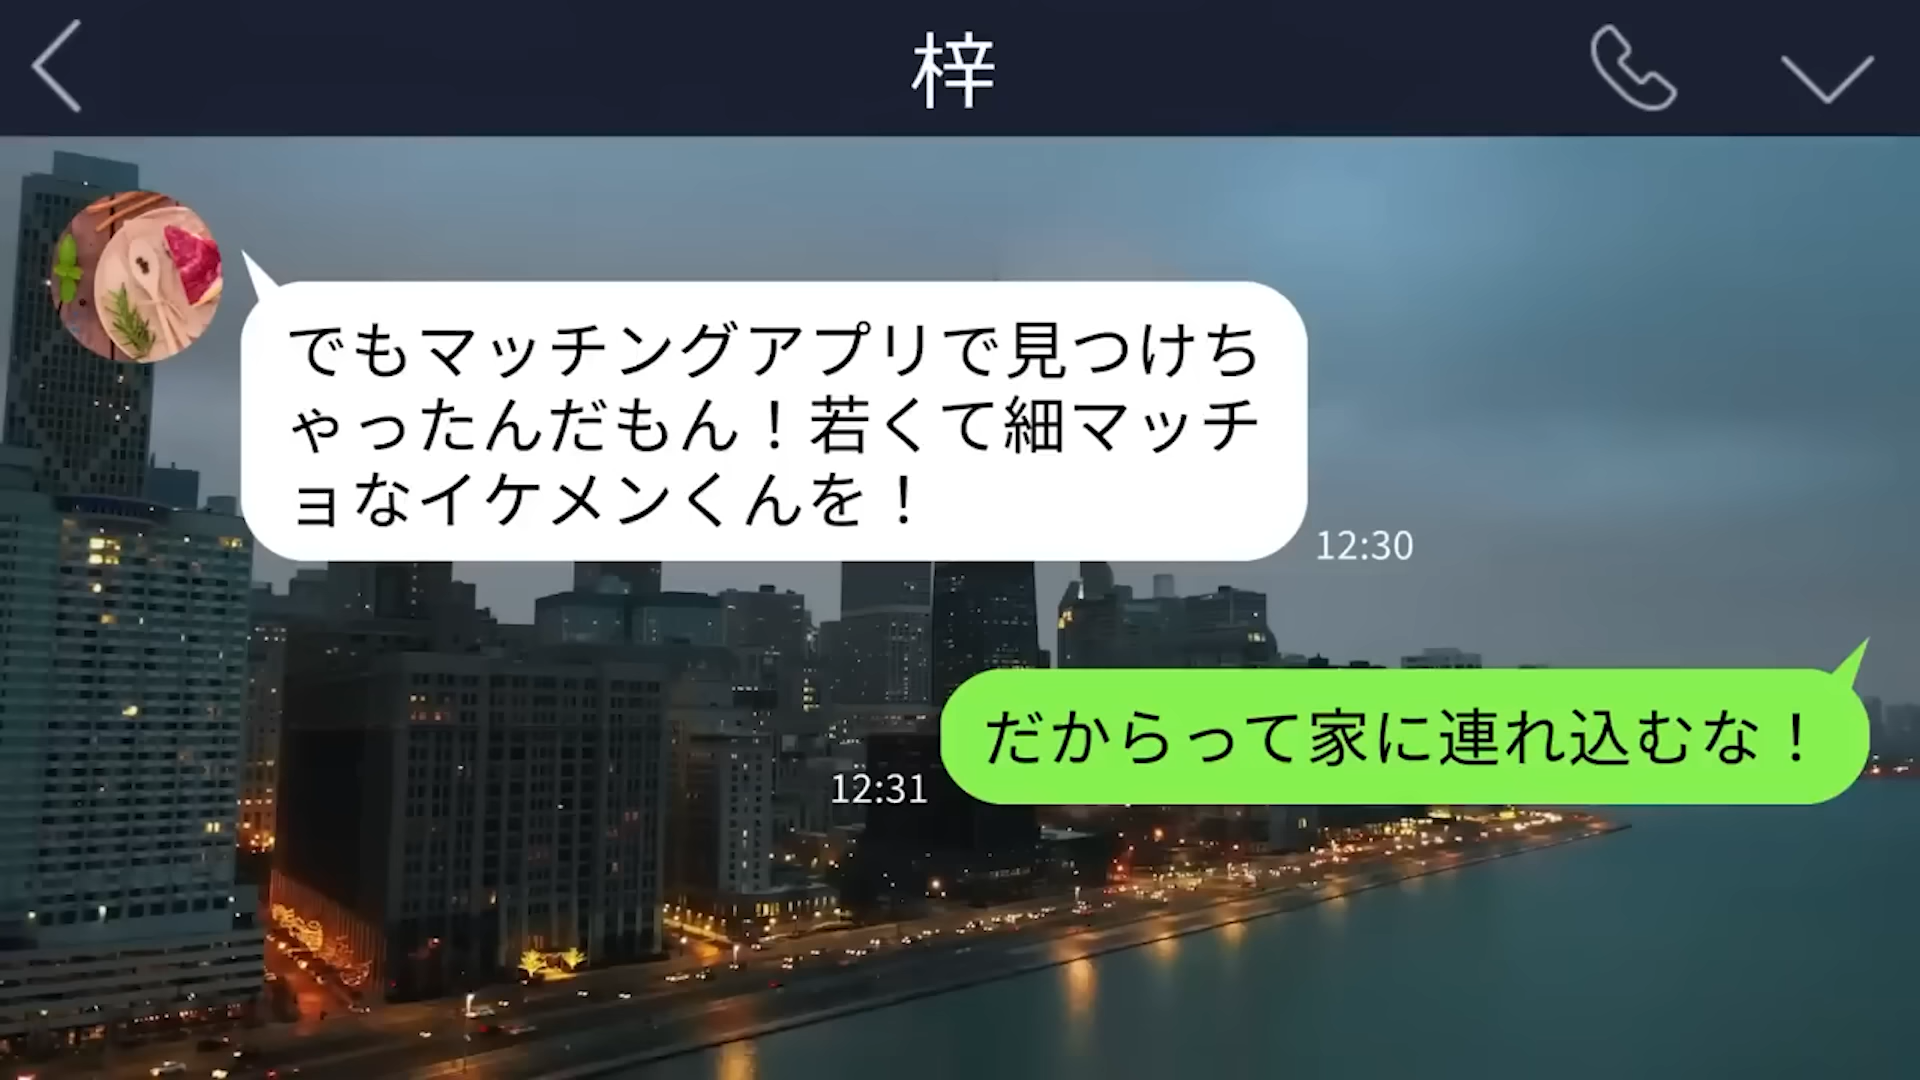 梓
でもマッチングアプリで見つけち
ゃったんだもん！若くて細マッチ
ョなイケメンくんを！
12:30
だからって家に連れ込むな！
12:31